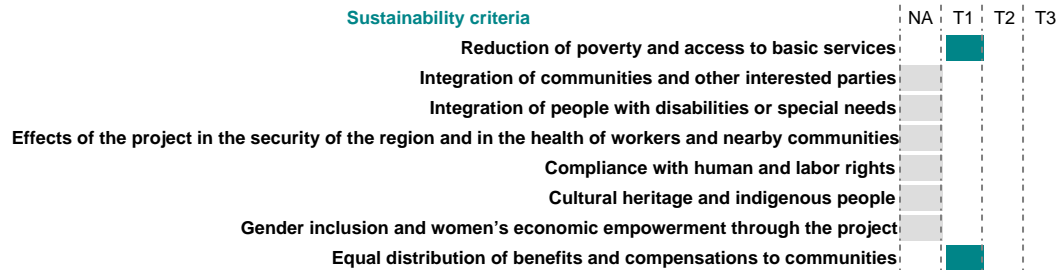 Sustainability criteria NA T1 T2 T3
Reduction of poverty and access to basic services
Integration of communities and other interested parties
Integration of people with disabilities or special needs
Effects of the project in the security of the region and in the health of workers and nearby communities
Compliance with human and labor rights
Cultural heritage and indigenous people
Gender inclusion and women’s economic empowerment through the project
Equal distribution of benefits and compensations to communities